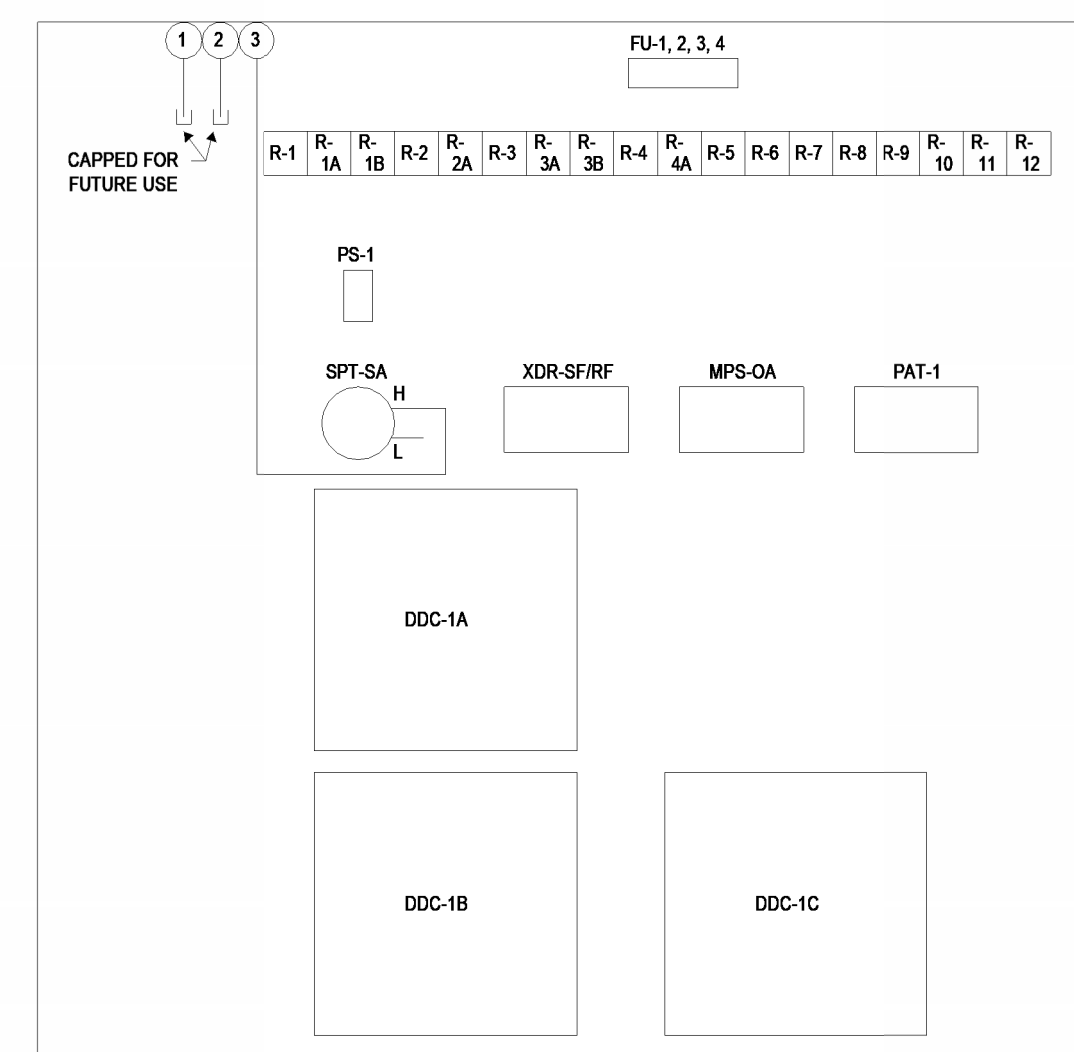 1 2 3
FU-1, 2, 3, 4
CAPPED FOR
FUTURE USE
R-1 R-1A R-1B R-2 R-2A R-3 R-3A R-3B R-4 R-4A R-5 R-6 R-7 R-8 R-9 R-10 R-11 R-12
PS-1
SPT-SA XDR-SF/RF MPS-OA PAT-1
H
L
DDC-1A
DDC-1B DDC-1C